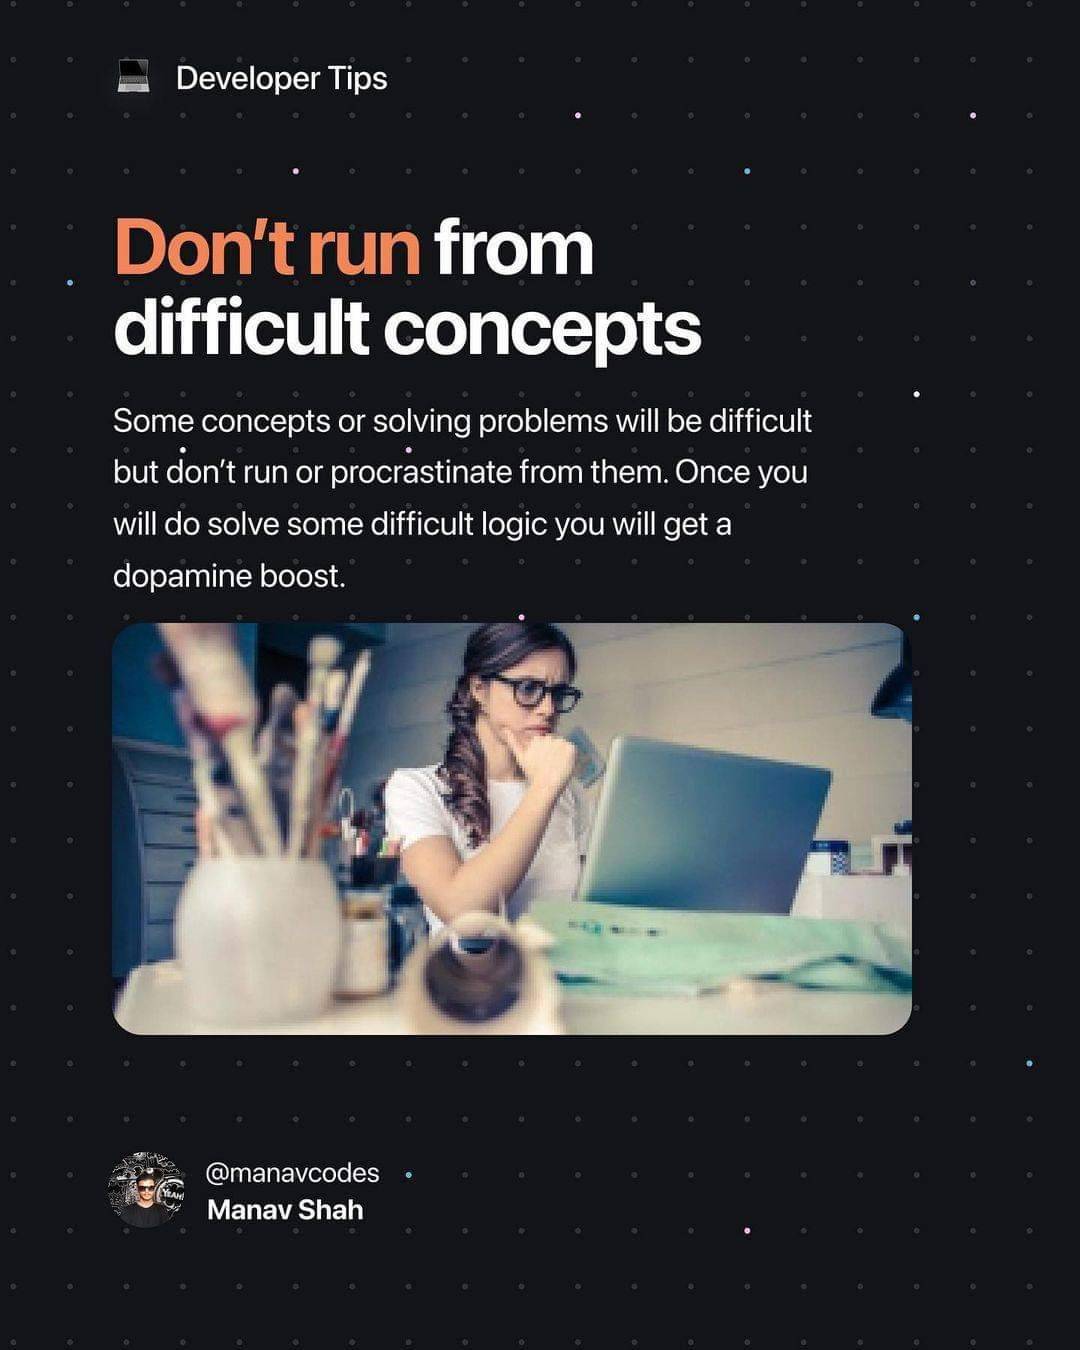 Developer Tips
Don’t run from
difficult concepts
Some concepts or solving problems will be difficult
but don’t run or procrastinate from them. Once you
will do solve some difficult logic you will get a
dopamine boost.
@manavcodes
YEAH!
Manav Shah